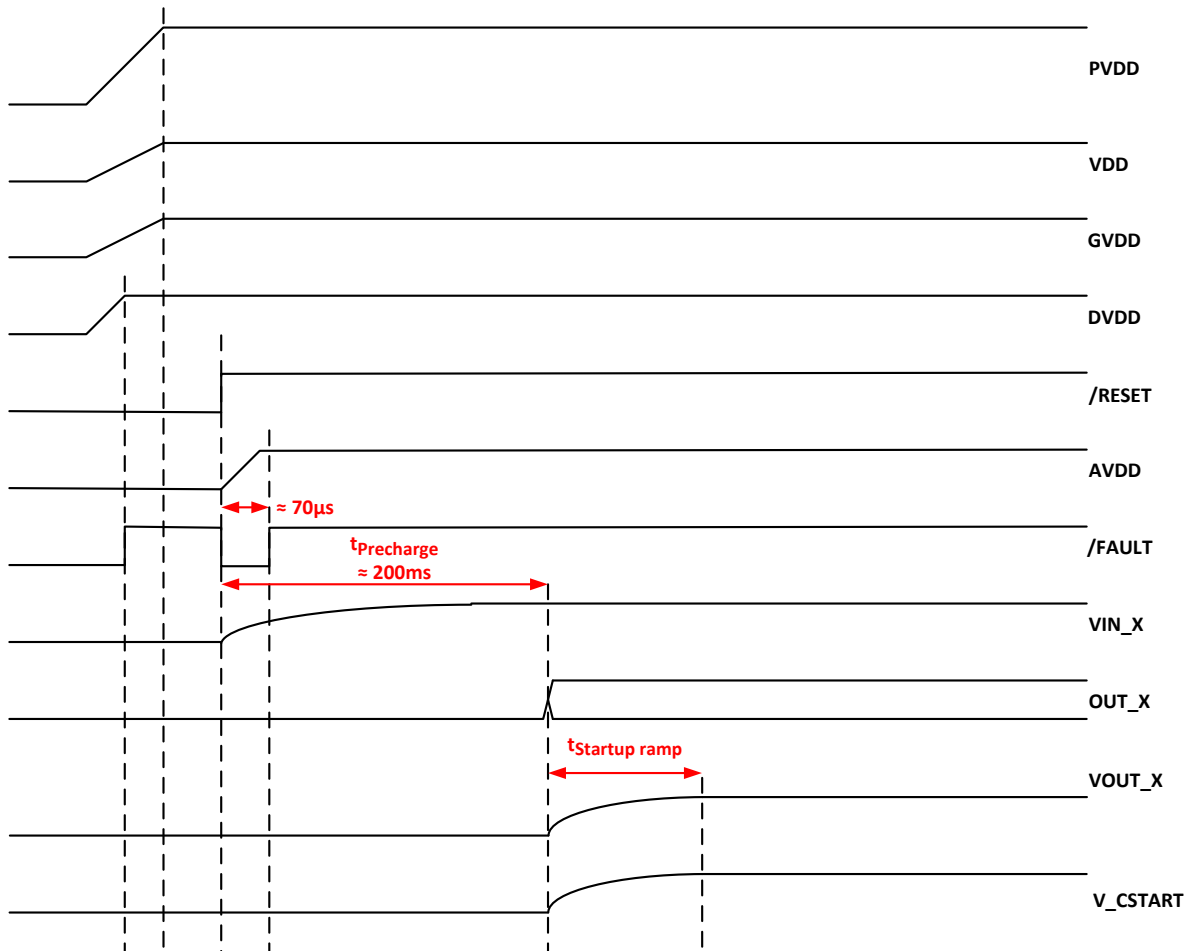 PVDD
VDD
GVDD
DVDD
/RESET
AVDD
≈ 70µs
/FAULT
tPrecharge
≈ 200ms
VIN_X
OUT_X
tStartup ramp
VOUT_X
V_CSTART